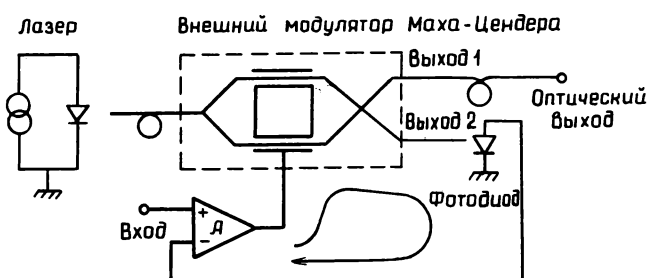 Лазер
Внешний модулятор Маха-Цендера
Выход 1
Оптический
выход
Выход 2
Фотодиод
Вход
+
А
−